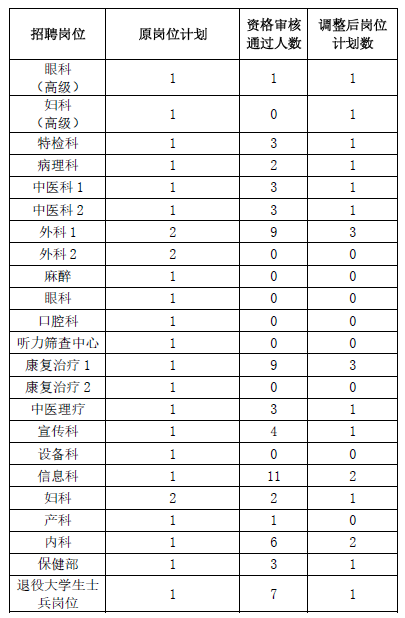 招聘岗位 原岗位计划 资格审核通过人数 调整后岗位计划数
眼科（高级） 1 1 1
妇科（高级） 1 0 1
特检科 1 3 1
病理科 1 2 1
中医科1 1 3 1
中医科2 1 3 1
外科1 2 9 3
外科2 2 0 0
麻醉 1 0 0
眼科 1 0 0
口腔科 1 0 0
听力筛查中心 1 0 0
康复治疗1 1 9 3
康复治疗2 1 0 0
中医理疗 1 3 1
宣传科 1 4 1
设备科 1 0 0
信息科 1 11 2
妇科 2 2 1
产科 1 1 0
内科 1 6 2
保健部 1 3 1
退役大学生士兵岗位 1 7 1